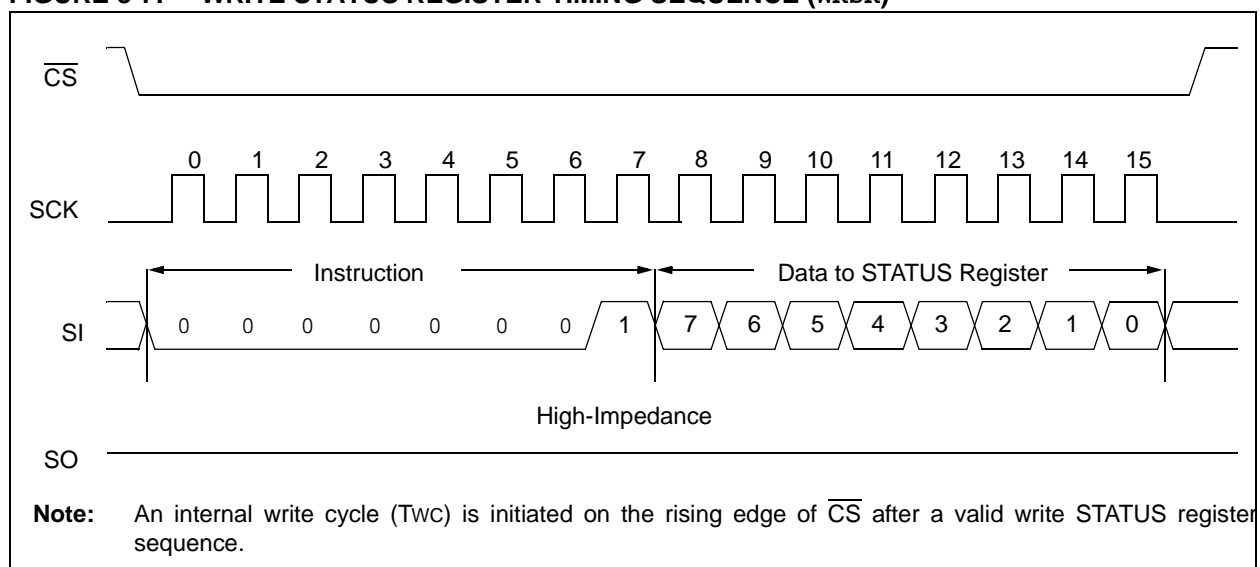 CS
0 1 2 3 4 5 6 7 8 9 10 11 12 13 14 15
SCK
Instruction Data to STATUS Register
SI 0 0 0 0 0 0 0 1 7 6 5 4 3 2 1 0
High-Impedance
SO
Note: An internal write cycle (TWC) is initiated on the rising edge of CS after a valid write STATUS register
sequence.